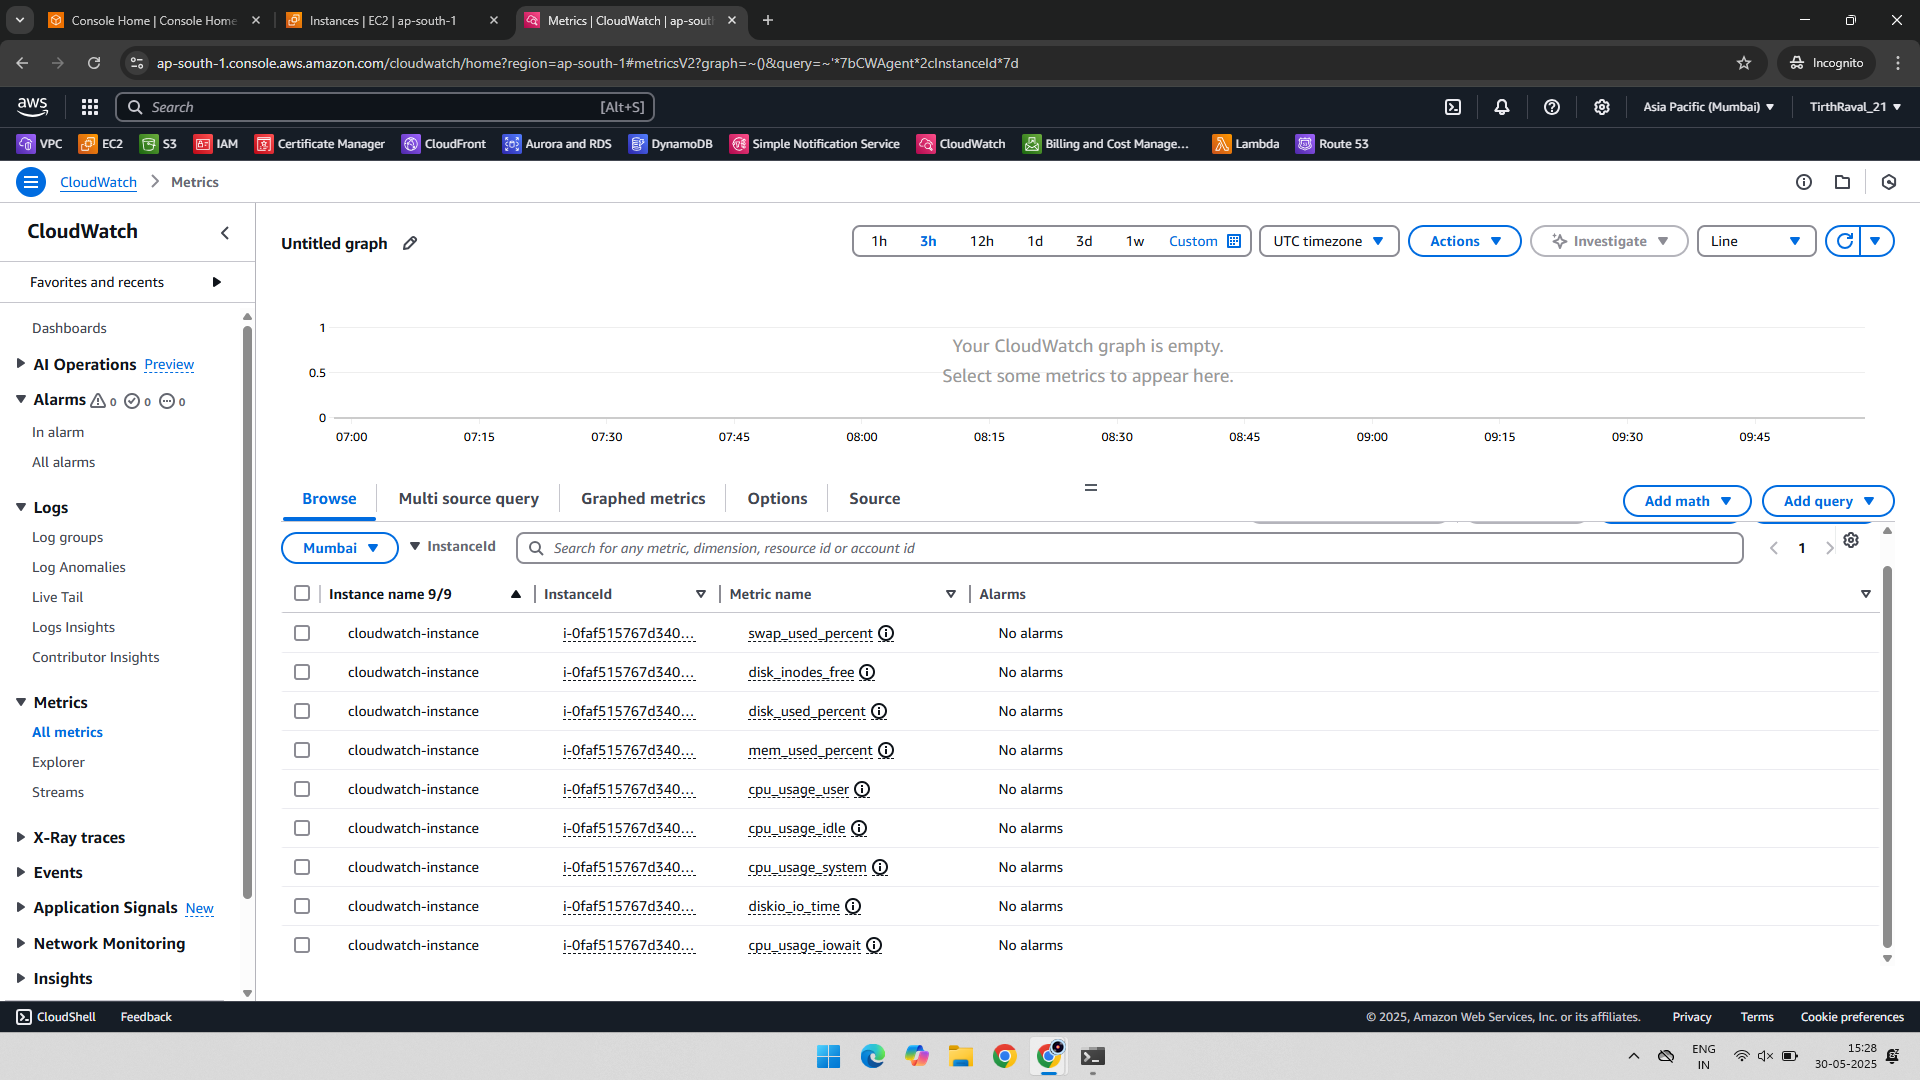 Console Home | Console Home
Instances | EC2 | ap-south-1
Metrics | CloudWatch | ap-sout
ap-south-1.console.aws.amazon.com/cloudwatch/home?region=ap-south-1#metricsV2?graph=~()&query=~'*7bCWAgent*2cInstanceId*7d
Incognito
aws
Search
[Alt+S]
Asia Pacific (Mumbai)
TirthRaval_21
VPC
EC2
S3
IAM
Certificate Manager
CloudFront
Aurora and RDS
DynamoDB
Simple Notification Service
CloudWatch
Billing and Cost Manage...
Lambda
Route 53
CloudWatch
Metrics
CloudWatch
Favorites and recents
Dashboards
AI Operations Preview
Alarms 0 0 0
In alarm
All alarms
Logs
Log groups
Log Anomalies
Live Tail
Logs Insights
Contributor Insights
Metrics
All metrics
Explorer
Streams
X-Ray traces
Events
Application Signals New
Network Monitoring
Insights
Untitled graph
1h 3h 12h 1d 3d 1w Custom
UTC timezone
Actions
Investigate
Line
Your CloudWatch graph is empty.
Select some metrics to appear here.
1
0.5
0
07:00 07:15 07:30 07:45 08:00 08:15 08:30 08:45 09:00 09:15 09:30 09:45
Browse
Multi source query
Graphed metrics
Options
Source
Add math
Add query
Mumbai
InstanceId
Search for any metric, dimension, resource id or account id
1
Instance name 9/9 InstanceId Metric name Alarms
cloudwatch-instance i-0faf515767d340... swap_used_percent No alarms
cloudwatch-instance i-0faf515767d340... disk_inodes_free No alarms
cloudwatch-instance i-0faf515767d340... disk_used_percent No alarms
cloudwatch-instance i-0faf515767d340... mem_used_percent No alarms
cloudwatch-instance i-0faf515767d340... cpu_usage_user No alarms
cloudwatch-instance i-0faf515767d340... cpu_usage_idle No alarms
cloudwatch-instance i-0faf515767d340... cpu_usage_system No alarms
cloudwatch-instance i-0faf515767d340... diskio_io_time No alarms
cloudwatch-instance i-0faf515767d340... cpu_usage_iowait No alarms
CloudShell
Feedback
© 2025, Amazon Web Services, Inc. or its affiliates.
Privacy
Terms
Cookie preferences
ENG
IN
15:28
30-05-2025